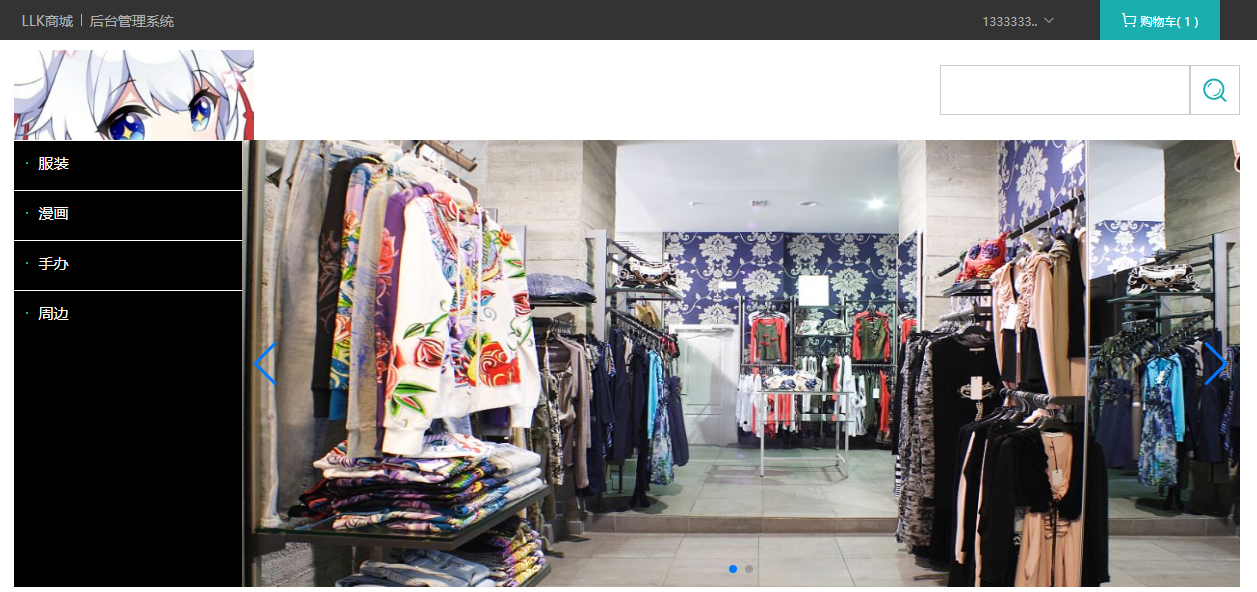 LLK商城 | 后台管理系统 1333333.. 购物车( 1 )
· 服装
· 漫画
· 手办
· 周边